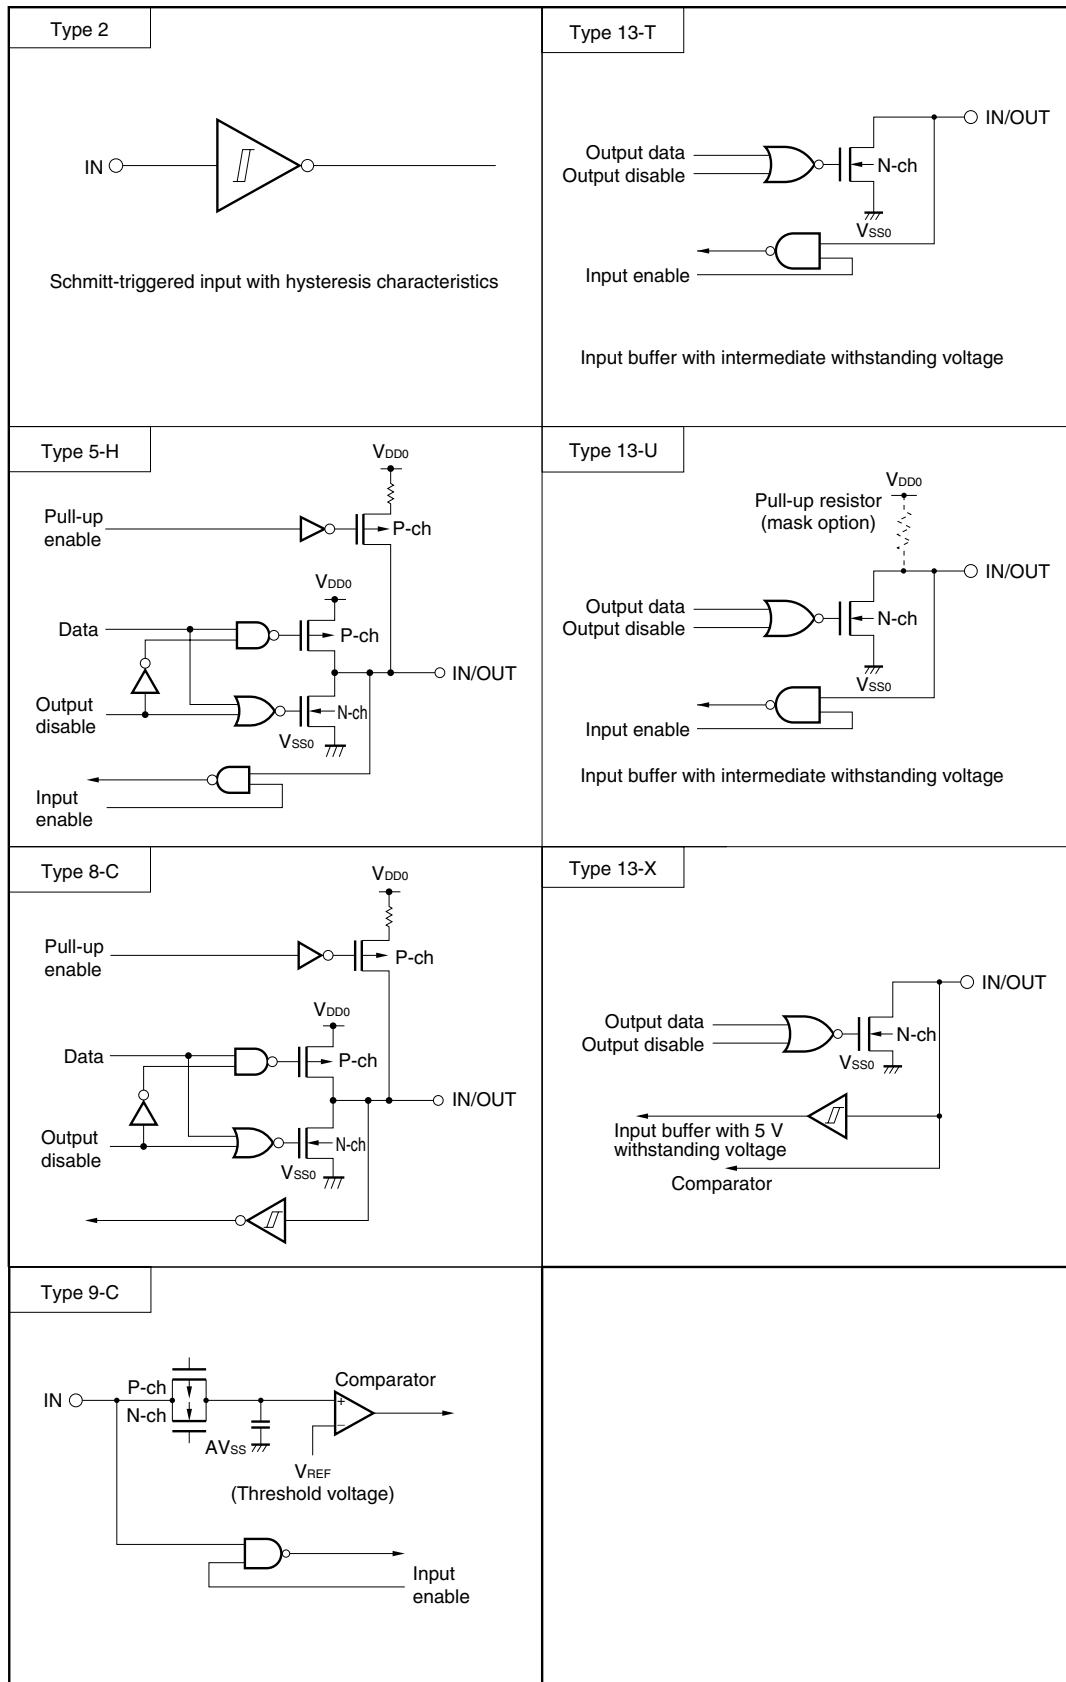 Type 2
IN
Schmitt-triggered input with hysteresis characteristics
Type 13-T
IN/OUT
Output data
Output disable
N-ch
VSS0
Input enable
Input buffer with intermediate withstanding voltage
Type 5-H
VDD0
Pull-up
enable
P-ch
VDD0
Data
P-ch
IN/OUT
Output
disable
N-ch
VSS0
Input
enable
Type 13-U
VDD0
Pull-up resistor
(mask option)
IN/OUT
Output data
Output disable
N-ch
VSS0
Input enable
Input buffer with intermediate withstanding voltage
Type 8-C
VDD0
Pull-up
enable
P-ch
VDD0
Data
P-ch
IN/OUT
Output
disable
N-ch
VSS0
Type 13-X
IN/OUT
Output data
Output disable
N-ch
VSS0
Input buffer with 5 V
withstanding voltage
Comparator
Type 9-C
IN
P-ch
N-ch
Comparator
+
−
AVSS
VREF
(Threshold voltage)
Input
enable